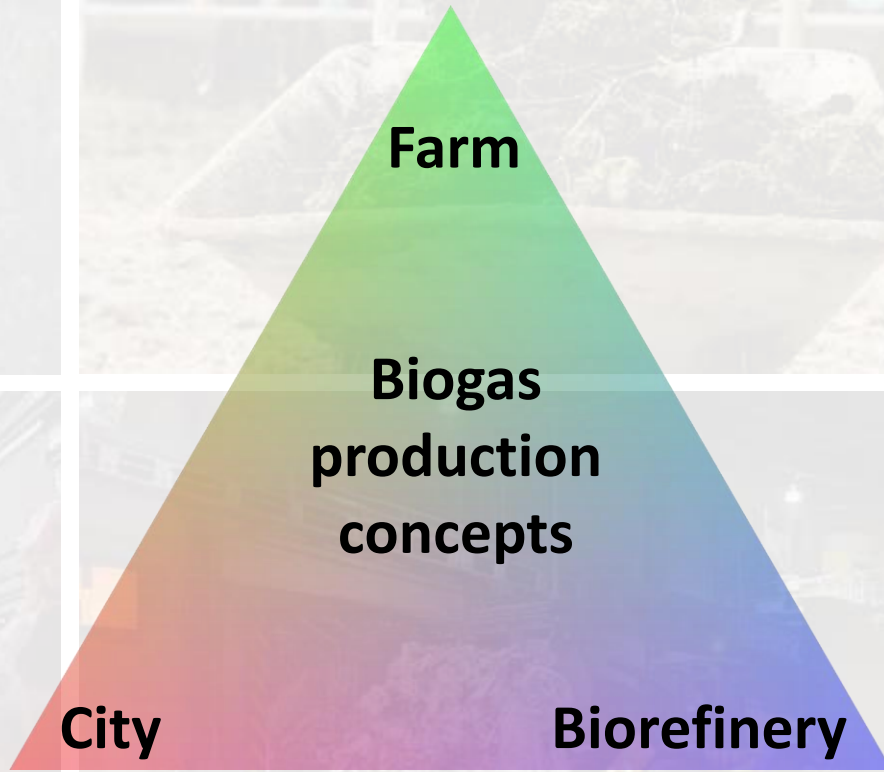 Farm
Biogas
production
concepts
City
Biorefinery